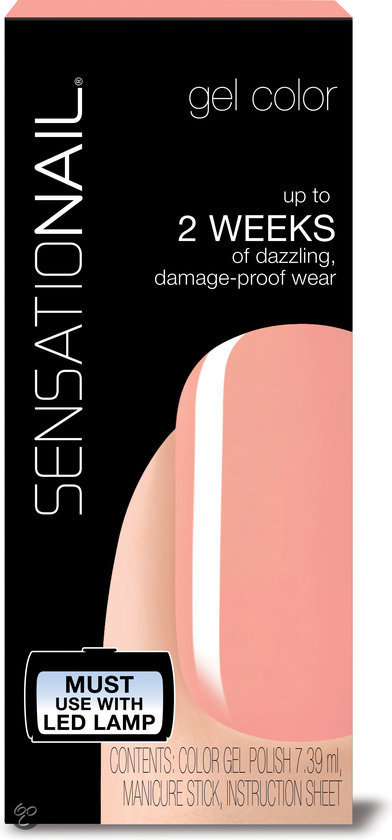 SENSATIONAIL®
gel color
up to
2 WEEKS
of dazzling,
damage-proof wear
MUST
USE WITH
LED LAMP
CONTENTS: COLOR GEL POLISH 7.39 ml,
MANICURE STICK, INSTRUCTION SHEET
go